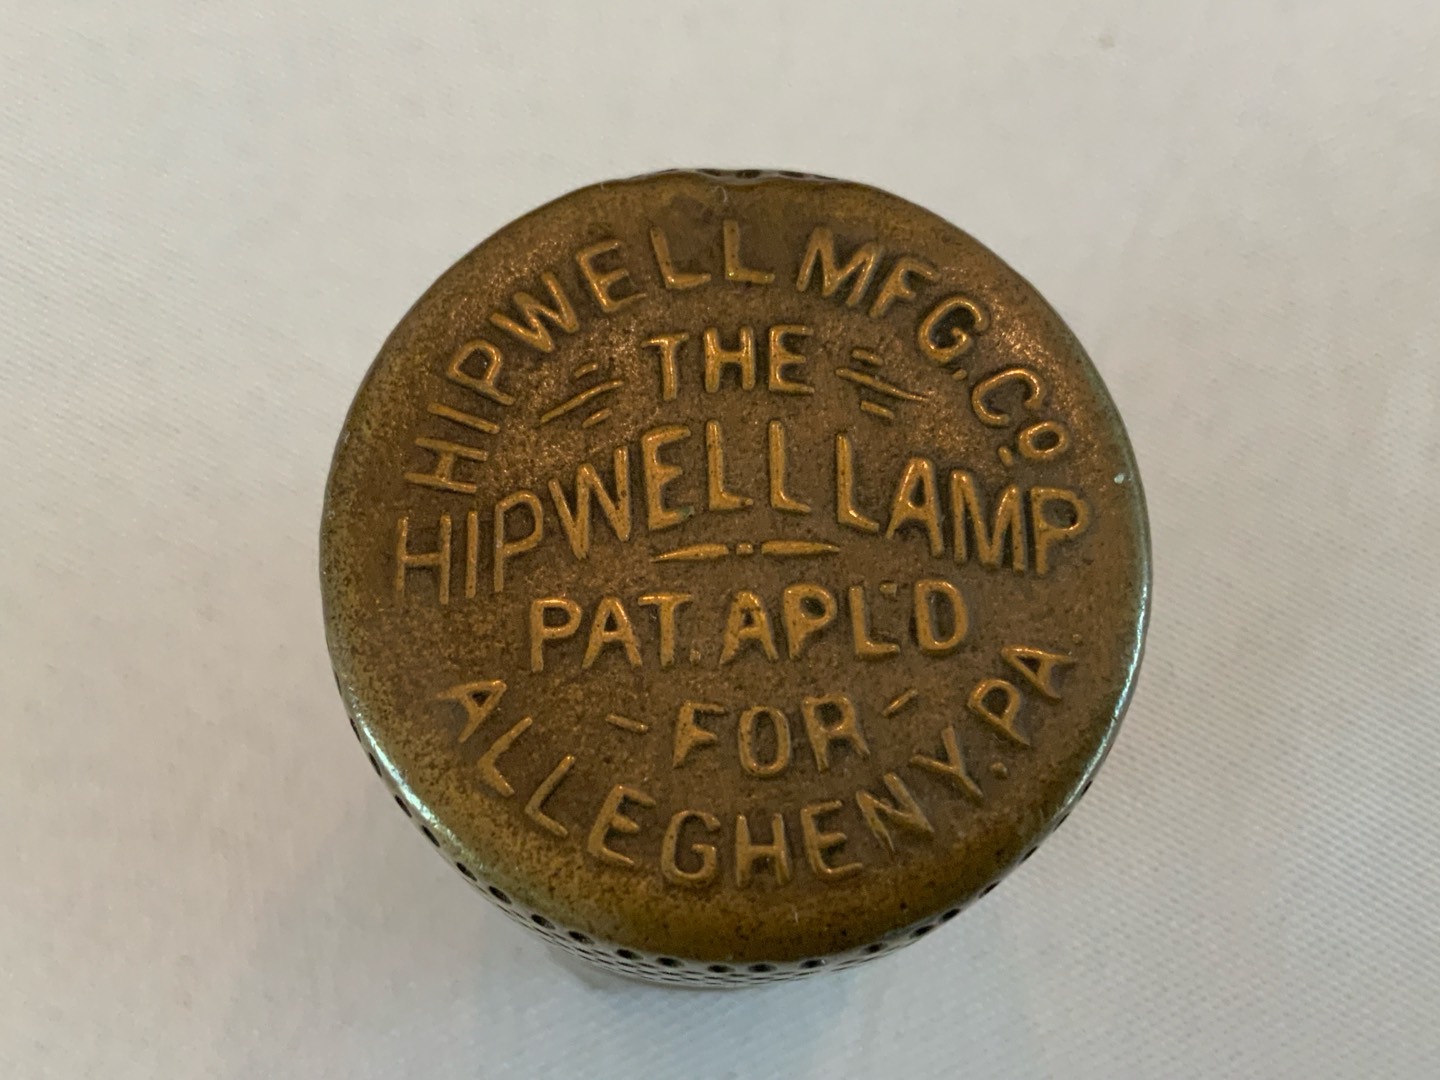 HIPWELL MFG. Co.
THE
HIPWELL LAMP
PAT. APL'D
- FOR -
ALLEGHENY. PA